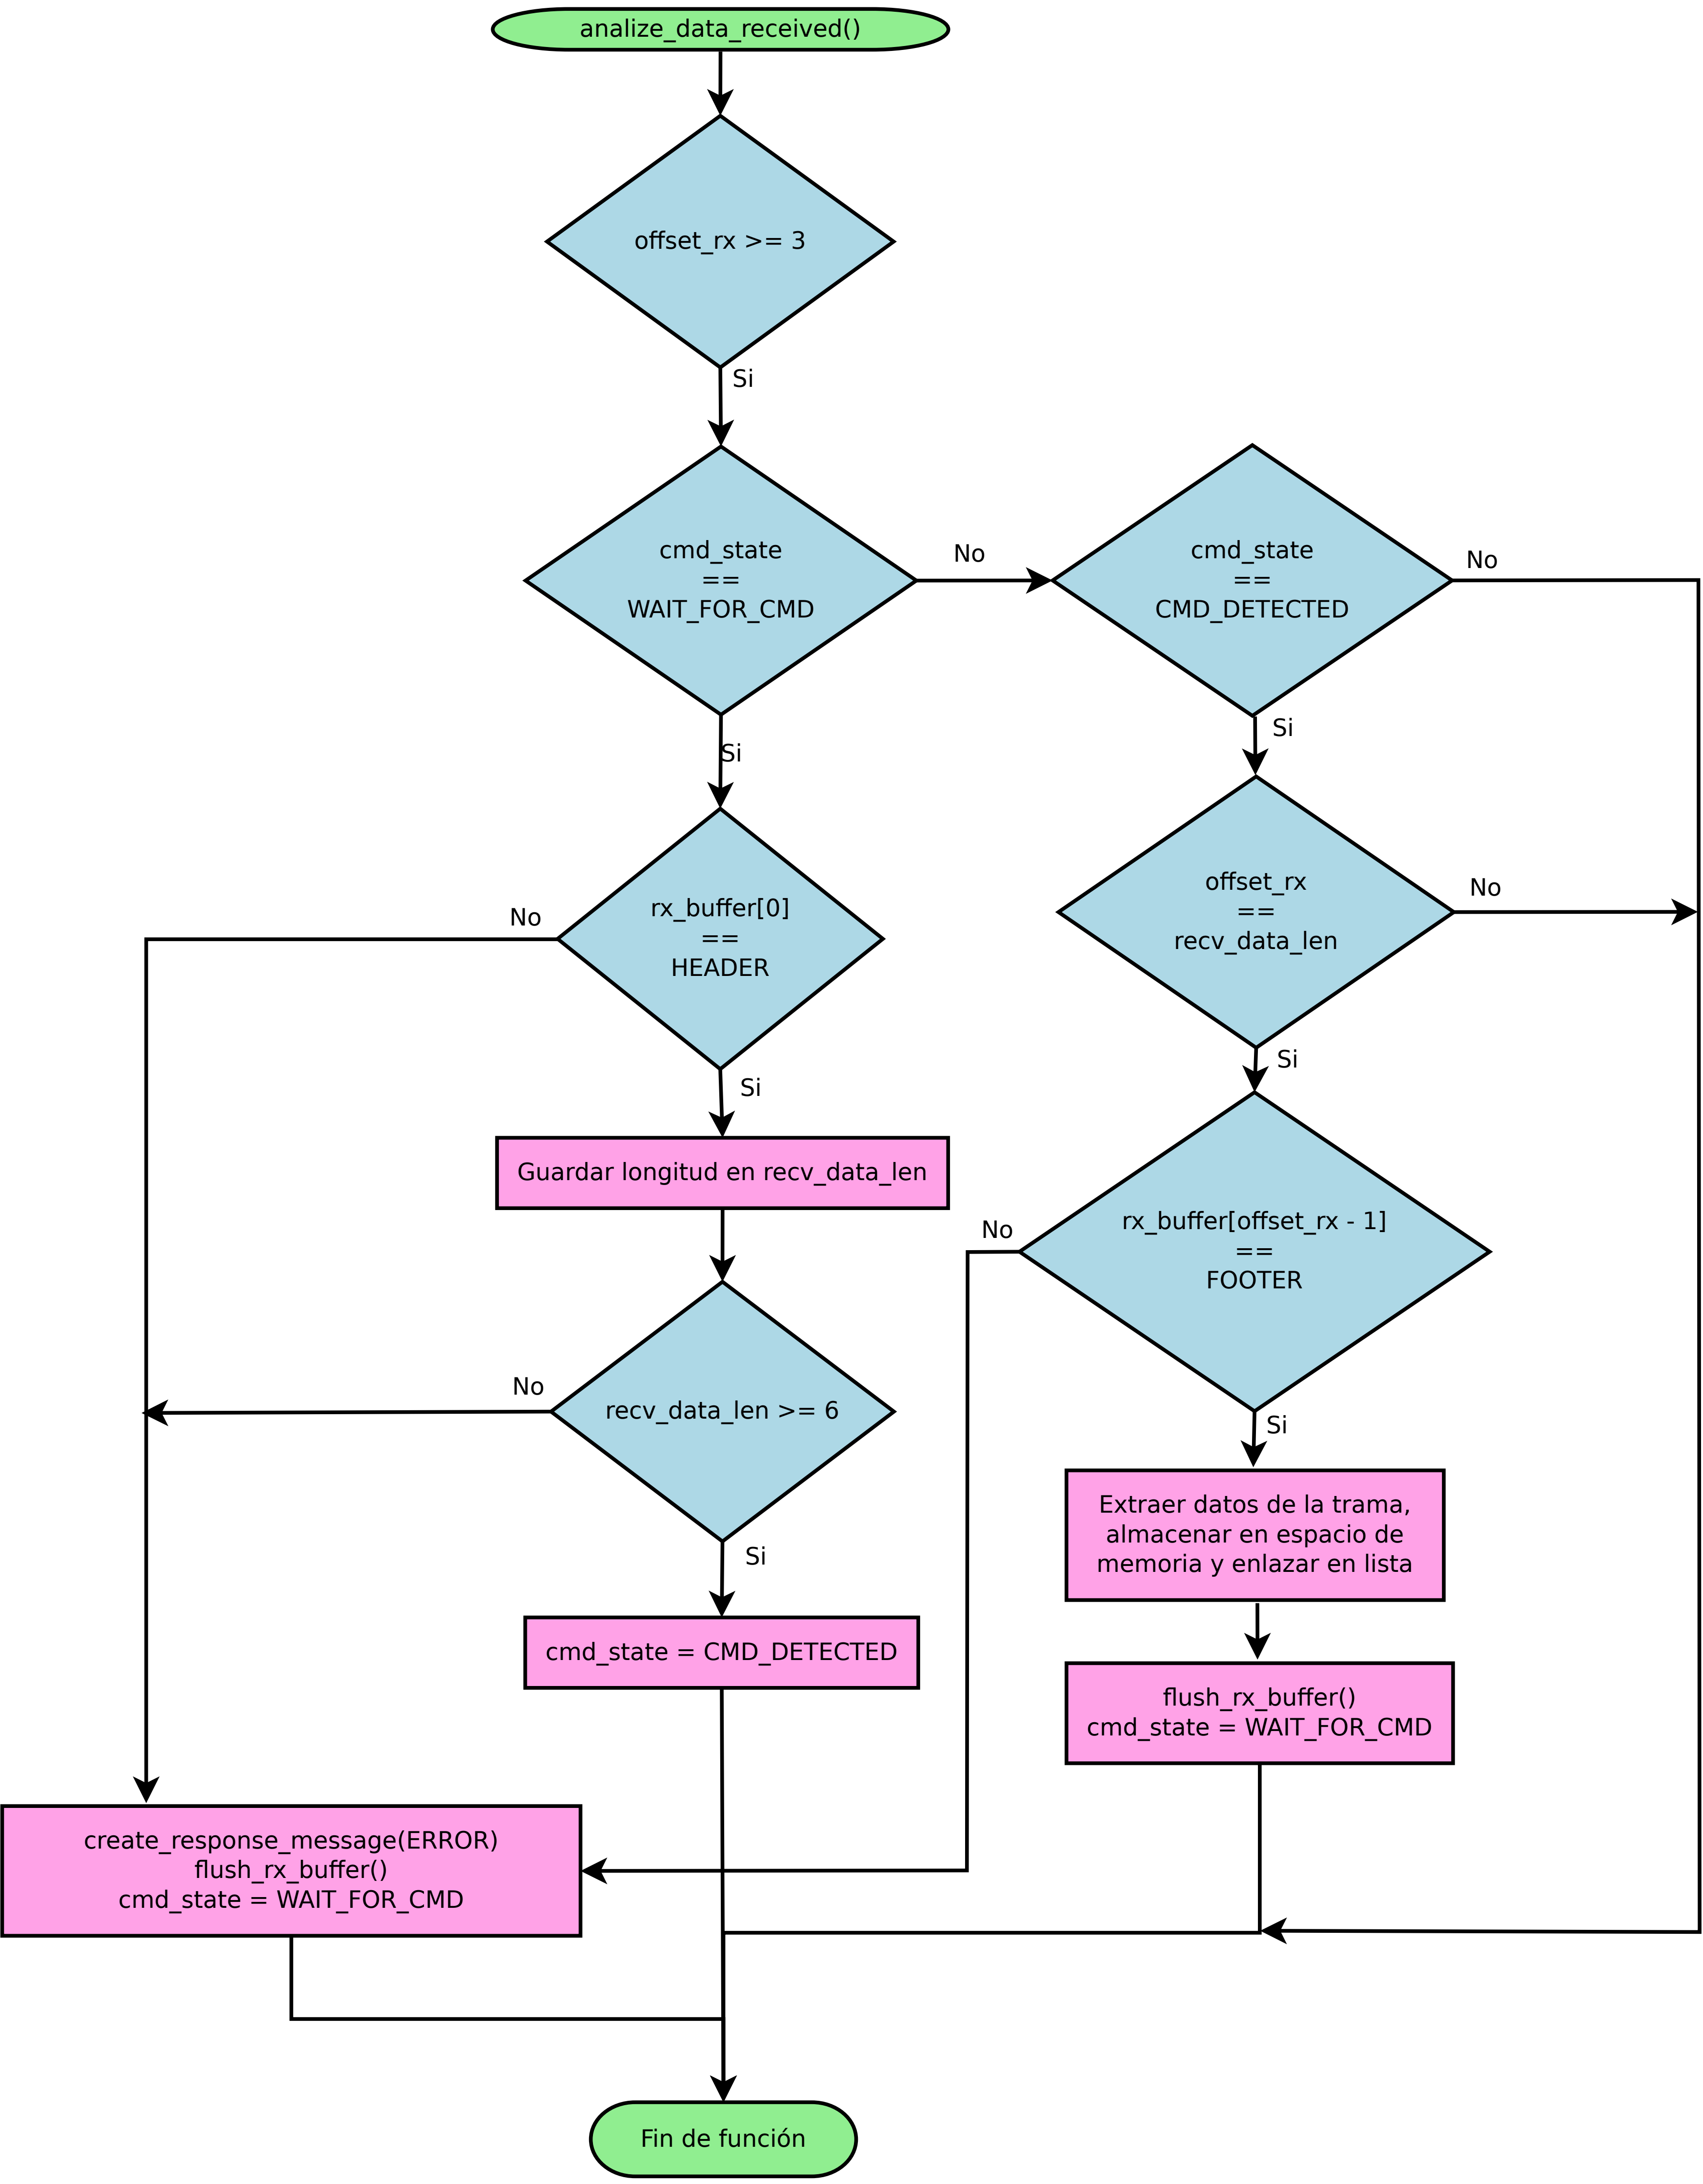 analize_data_received()
offset_rx >= 3
Si
cmd_state
==
WAIT_FOR_CMD
No
cmd_state
==
CMD_DETECTED
No
Si
Si
rx_buffer[0]
==
HEADER
No
offset_rx
==
recv_data_len
No
Si
Si
Guardar longitud en recv_data_len
rx_buffer[offset_rx - 1]
==
FOOTER
No
recv_data_len >= 6
No
Si
Si
Extraer datos de la trama,
almacenar en espacio de
memoria y enlazar en lista
cmd_state = CMD_DETECTED
flush_rx_buffer()
cmd_state = WAIT_FOR_CMD
create_response_message(ERROR)
flush_rx_buffer()
cmd_state = WAIT_FOR_CMD
Fin de función